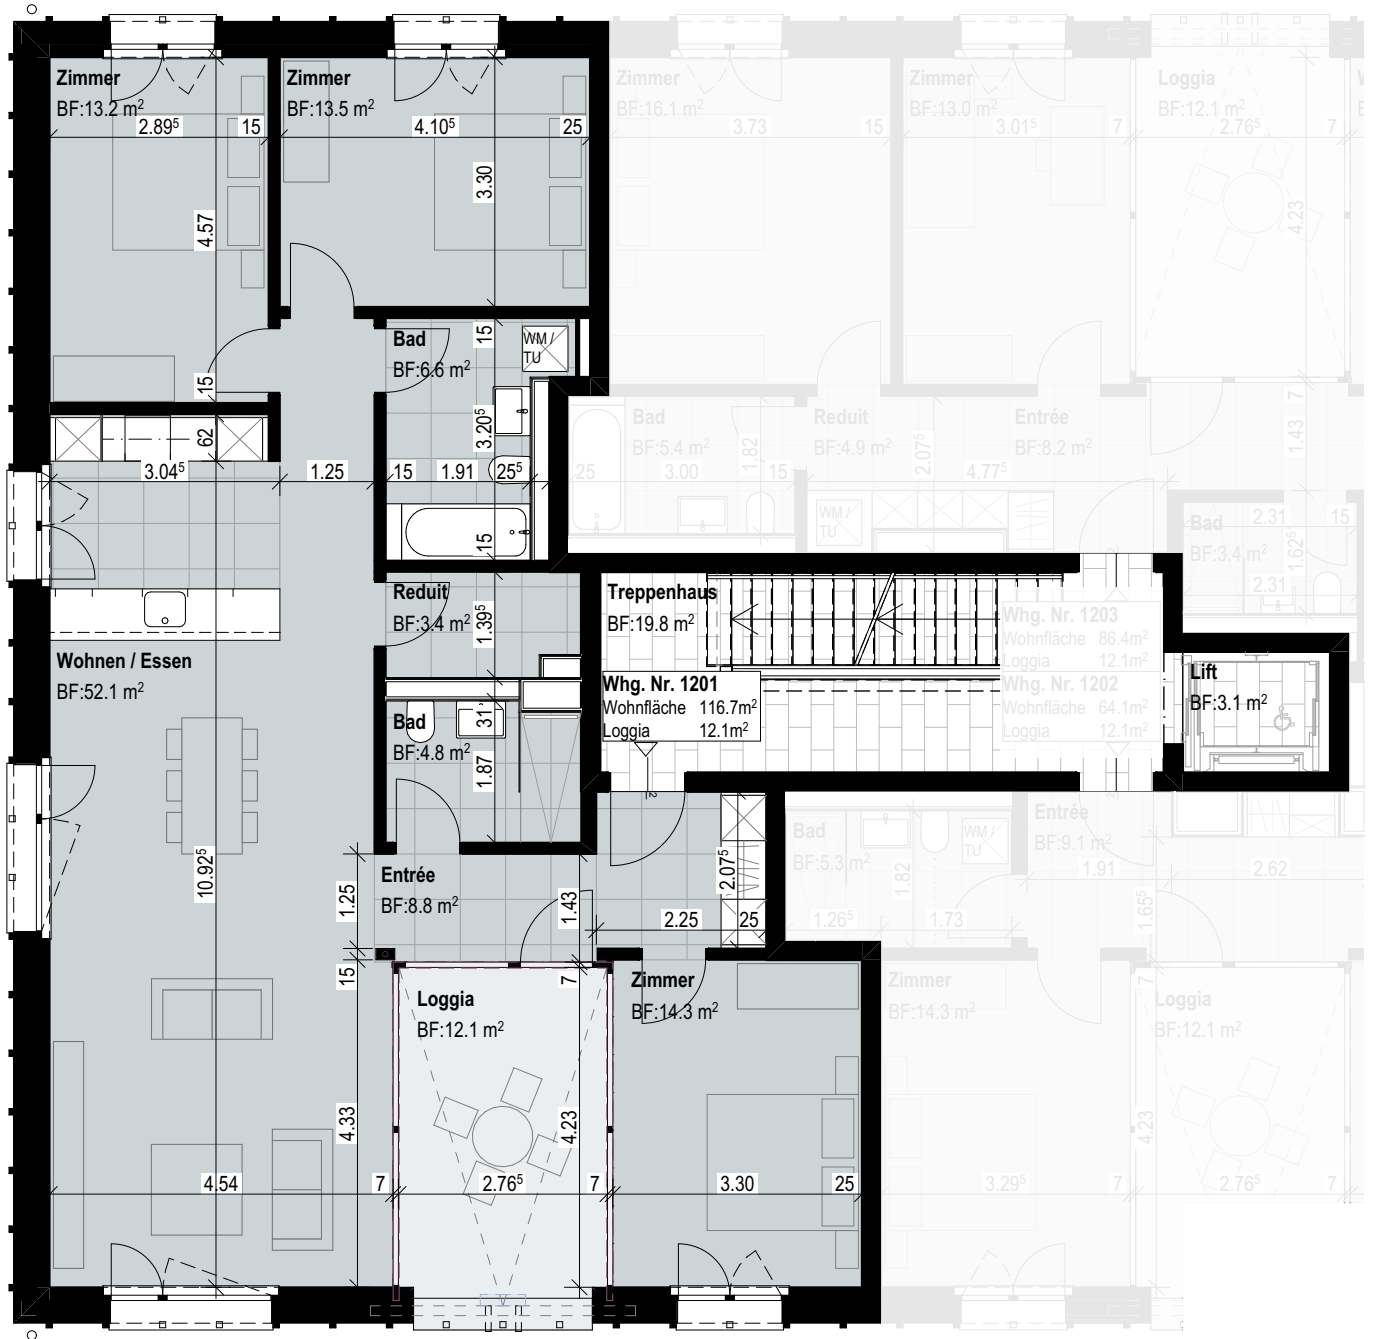 Zimmer
BF:13.2 m²
2.89⁵
15
4.57
15
Zimmer
BF:13.5 m²
4.10⁵
25
3.30
Zimmer
BF:16.1 m²
3.73
15
Zimmer
BF:13.0 m²
3.01⁵
7
Loggia
BF:12.1 m²
2.76⁵
7
4.23
Bad
BF:6.6 m²
15
WM /
TU
3.20⁵
15
1.91
25⁵
15
62
3.04⁵
1.25
Bad
BF:5.4 m²
1.82
25
3.00
15
Reduit
BF:4.9 m²
2.07⁵
WM /
TU
Entrée
BF:8.2 m²
4.77⁵
7
1.43
Bad
BF:3.4 m²
2.31
15
1.62⁵
2.31
Reduit
BF:3.4 m²
1.39⁵
Treppenhaus
BF:19.8 m²
Whg. Nr. 1203
Wohnfläche 86.4m²
Loggia 12.1m²
Whg. Nr. 1201
Wohnfläche 116.7m²
Loggia 12.1m²
Whg. Nr. 1202
Wohnfläche 64.1m²
Loggia 12.1m²
Lift
BF:3.1 m²
Wohnen / Essen
BF:52.1 m²
10.92⁵
Bad
BF:4.8 m²
31
1.87
Entrée
BF:8.8 m²
1.25
1.43
15
2.07⁵
2.25
25
Bad
BF:5.3 m²
1.82
WM /
TU
1.26⁵
1.73
Entrée
BF:9.1 m²
1.91
2.62
1.65⁵
Loggia
BF:12.1 m²
7
4.23
4.33
4.54
7
2.76⁵
7
Zimmer
BF:14.3 m²
3.30
25
Zimmer
BF:14.3 m²
3.29⁵
7
7
4.23
Loggia
BF:12.1 m²
2.76⁵
7